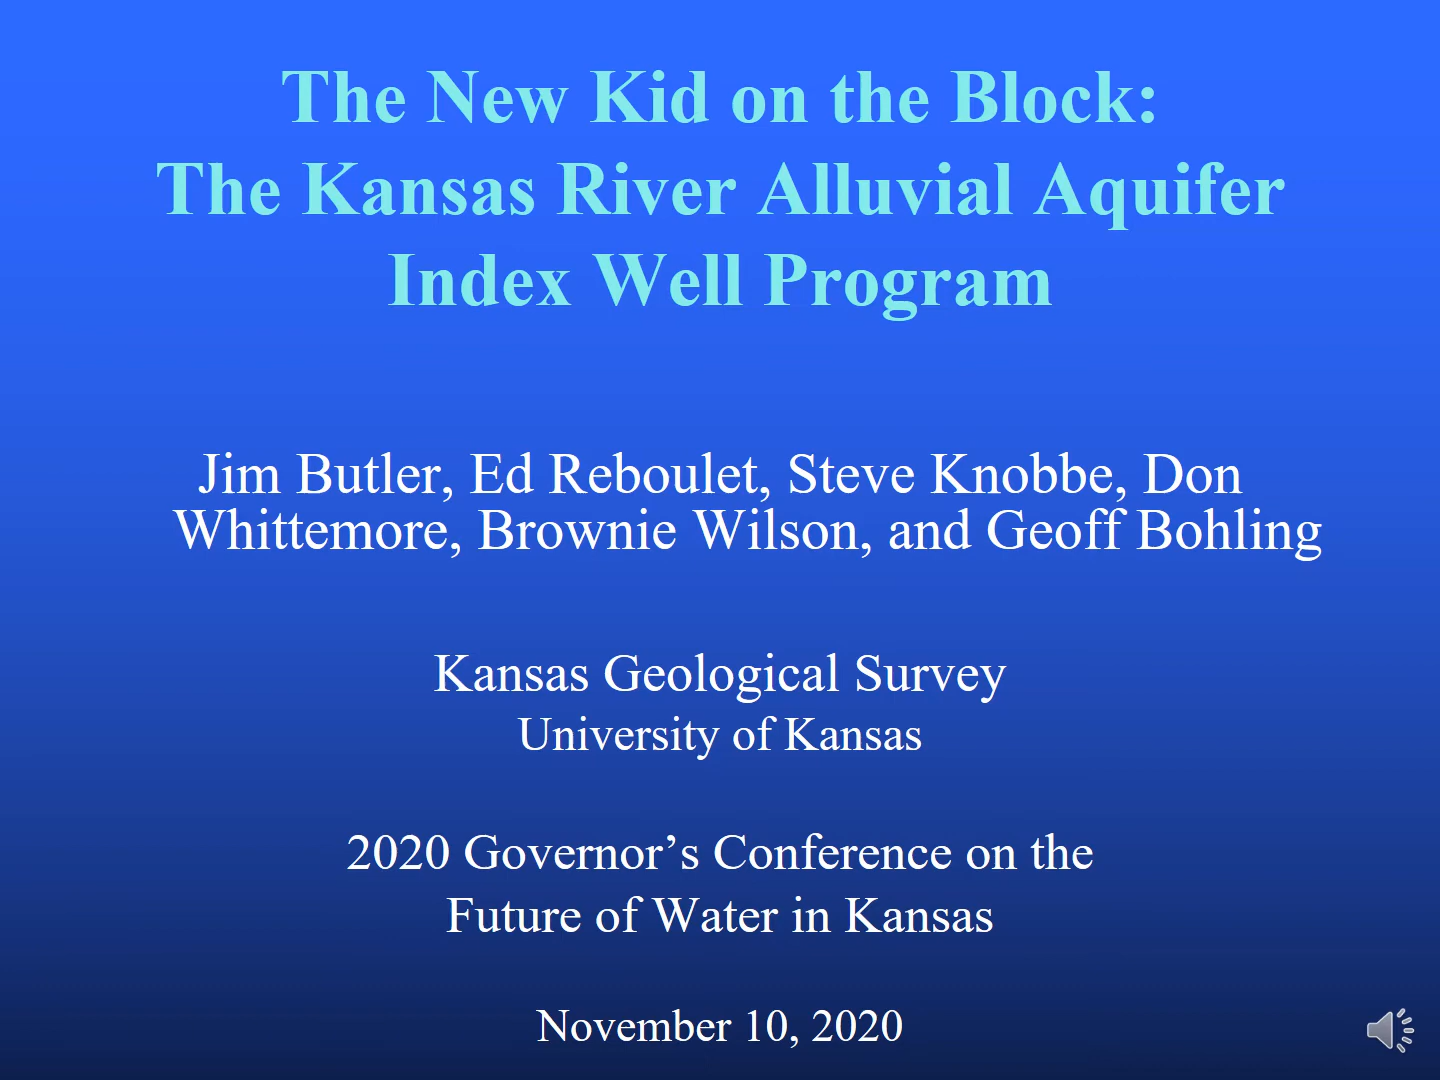 The New Kid on the Block:
The Kansas River Alluvial Aquifer
Index Well Program
Jim Butler, Ed Reboulet, Steve Knobbe, Don
Whittemore, Brownie Wilson, and Geoff Bohling
Kansas Geological Survey
University of Kansas
2020 Governor’s Conference on the
Future of Water in Kansas
November 10, 2020